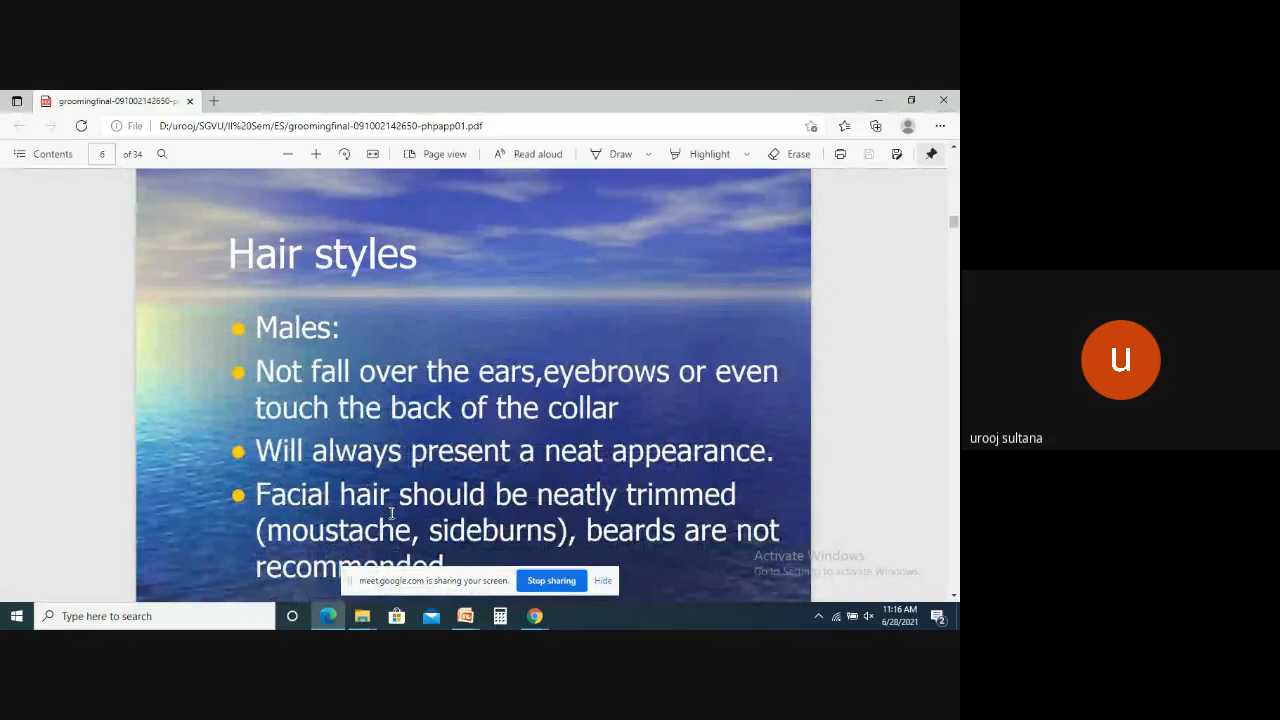 groomingfinal-091002142650-p
File
D:/urooj/SGVU/II%20Sem/ES/groomingfinal-091002142650-phpapp01.pdf
Contents
6
of 34
Page view
Read aloud
Draw
Highlight
Erase
Hair styles
Males:
Not fall over the ears,eyebrows or even
touch the back of the collar
Will always present a neat appearance.
Facial hair should be neatly trimmed
(moustache, sideburns), beards are not
recommended
Activate Windows
Go to Settings to activate Windows.
meet.google.com is sharing your screen.
Stop sharing
Hide
Type here to search
11:16 AM
6/28/2021
2
u
urooj sultana